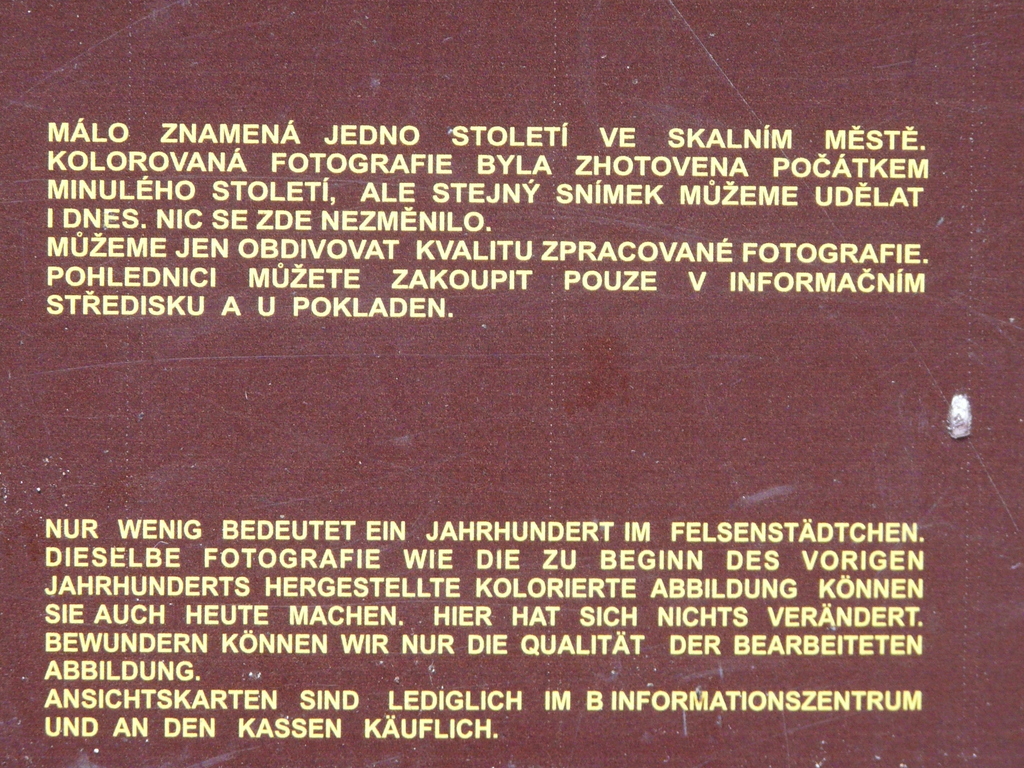 MÁLO ZNAMENÁ JEDNO STOLETÍ VE SKALNÍM MĚSTĚ.
KOLOROVANÁ FOTOGRAFIE BYLA ZHOTOVENA POČÁTKEM
MINULÉHO STOLETÍ, ALE STEJNÝ SNÍMEK MŮŽEME UDĚLAT
I DNES. NIC SE ZDE NEZMĚNILO.
MŮŽEME JEN OBDIVOVAT KVALITU ZPRACOVANÉ FOTOGRAFIE.
POHLEDNICI MŮŽETE ZAKOUPIT POUZE V INFORMAČNÍM
STŘEDISKU A U POKLADEN.
NUR WENIG BEDEUTET EIN JAHRHUNDERT IM FELSENSTÄDTCHEN.
DIESELBE FOTOGRAFIE WIE DIE ZU BEGINN DES VORIGEN
JAHRHUNDERTS HERGESTELLTE KOLORIERTE ABBILDUNG KÖNNEN
SIE AUCH HEUTE MACHEN. HIER HAT SICH NICHTS VERÄNDERT.
BEWUNDERN KÖNNEN WIR NUR DIE QUALITÄT DER BEARBEITETEN
ABBILDUNG.
ANSICHTSKARTEN SIND LEDIGLICH IM B INFORMATIONSZENTRUM
UND AN DEN KASSEN KÄUFLICH.